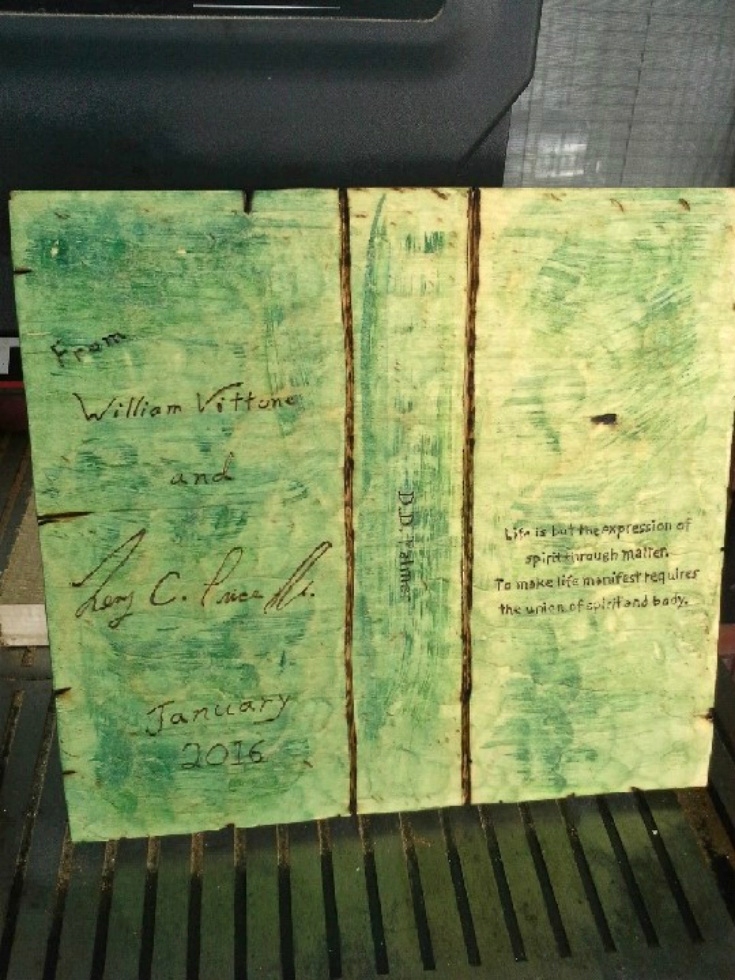 From
William Vittone
and
C. Price Jr.
January
2016
D.D. Palmer
Life is but the expression of
spirit through matter.
To make life manifest requires
the union of spirit and body.